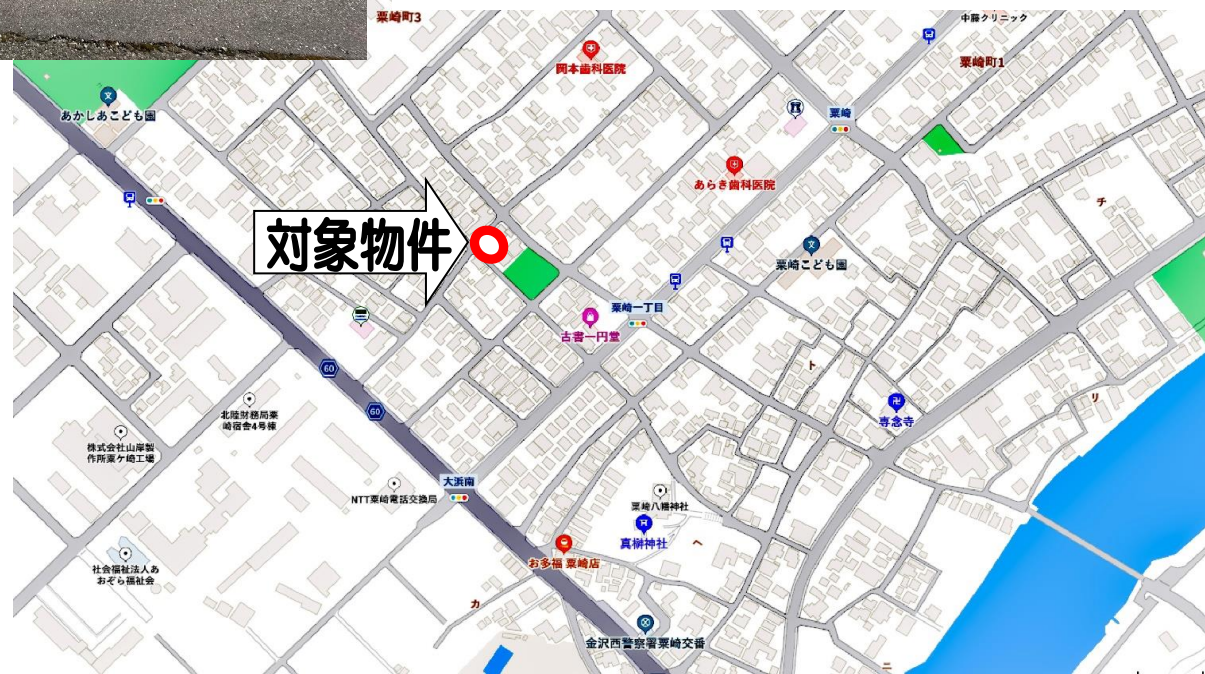 粟崎町3
中藤クリニック
岡本歯科医院
粟崎町1
あかしあこども園
粟崎
あらき歯科医院
チ
対象物件
粟崎こども園
粟崎一丁目
古書一円堂
ト
60
60
リ
北陸財務局粟
崎宿舎4号棟
専念寺
株式会社山岸製
作所粟ケ崎工場
大浜南
NTT粟崎電話交換局
粟崎八幡神社
真榊神社
ヘ
お多福 粟崎店
社会福祉法人あ
おぞら福祉会
カ
金沢西警察署粟崎交番
ニ